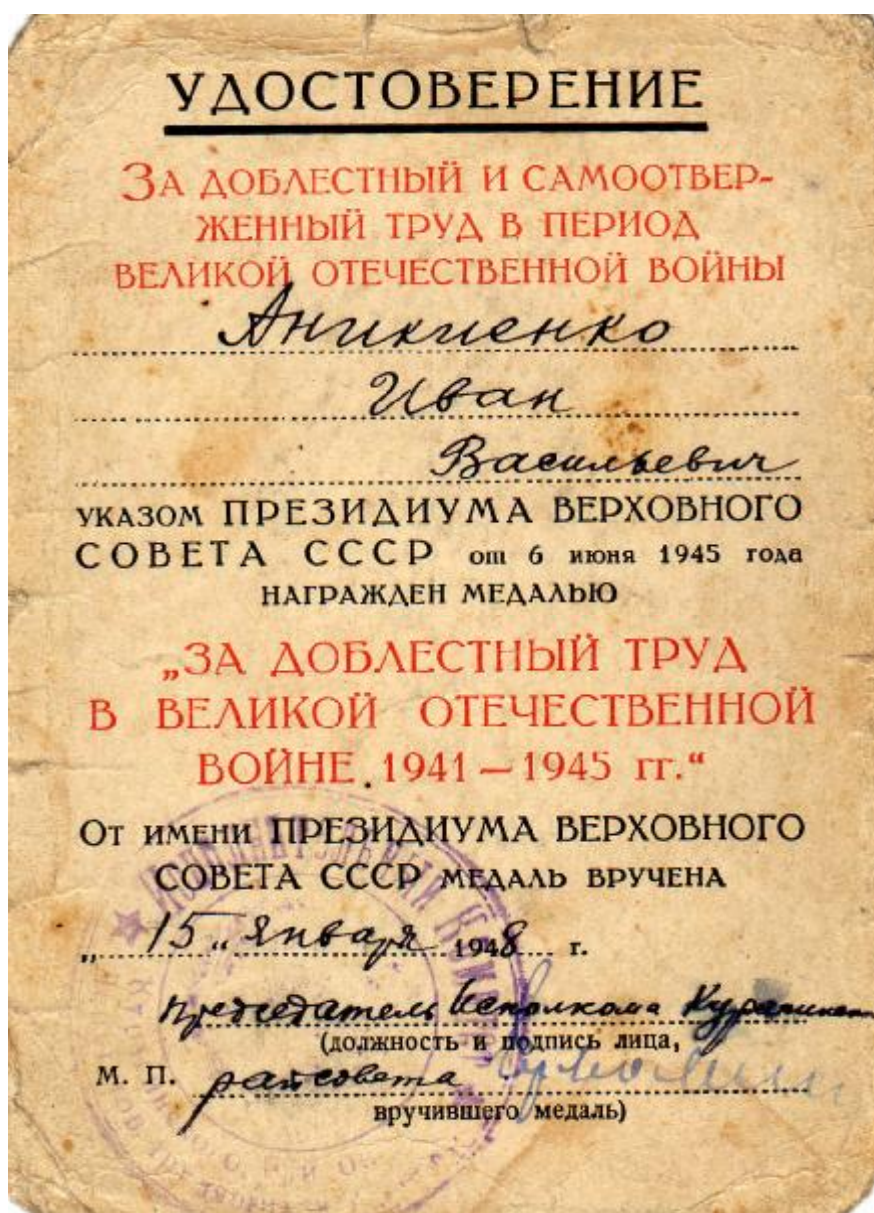 УДОСТОВЕРЕНИЕ
ЗА ДОБЛЕСТНЫЙ И САМООТВЕР-
ЖЕННЫЙ ТРУД В ПЕРИОД
ВЕЛИКОЙ ОТЕЧЕСТВЕННОЙ ВОЙНЫ
Аникиенко
Иван
Васильевич
УКАЗОМ ПРЕЗИДИУМА ВЕРХОВНОГО
СОВЕТА СССР от 6 июня 1945 года
НАГРАЖДЕН МЕДАЛЬЮ
„ЗА ДОБЛЕСТНЫЙ ТРУД
В ВЕЛИКОЙ ОТЕЧЕСТВЕННОЙ
ВОЙНЕ 1941—1945 гг.“
ОТ ИМЕНИ ПРЕЗИДИУМА ВЕРХОВНОГО
СОВЕТА СССР МЕДАЛЬ ВРУЧЕНА
„15„ Января 1948 г.
председатель Исполкома
(должность и подпись лица,
М. П. райсовета
вручившего медаль)